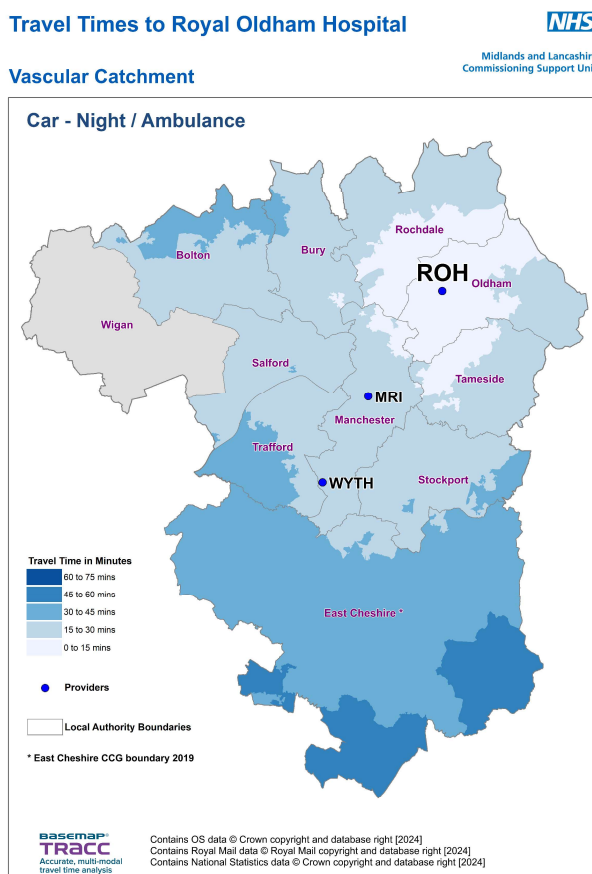 Travel Times to Royal Oldham Hospital
NHS
Midlands and Lancashir
Commissioning Support Uni
Vascular Catchment
Car - Night / Ambulance
Rochdale
Bury
Bolton
ROH
Oldham
Wigan
Salford
Tameside
MRI
Manchester
Trafford
Stockport
WYTH
Travel Time in Minutes
60 to 75 mins
46 to 60 mins
30 to 45 mins
15 to 30 mins
0 to 15 mins
East Cheshire *
Providers
Local Authority Boundaries
* East Cheshire CCG boundary 2019
BASEMAP®
TRACC
Accurate, multi-modal
travel time analysis
Contains OS data © Crown copyright and database right [2024]
Contains Royal Mail data © Royal Mail copyright and database right [2024]
Contains National Statistics data © Crown copyright and database right [2024]